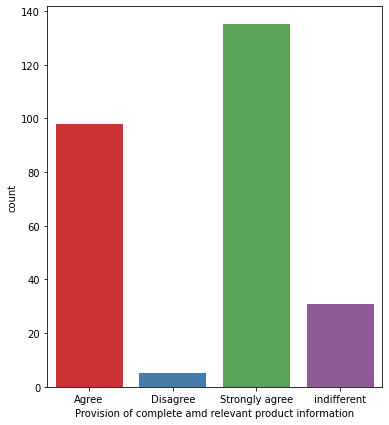 140
120
100
80
60
40
20
0
count
Agree Disagree Strongly agree indifferent
Provision of complete amd relevant product information